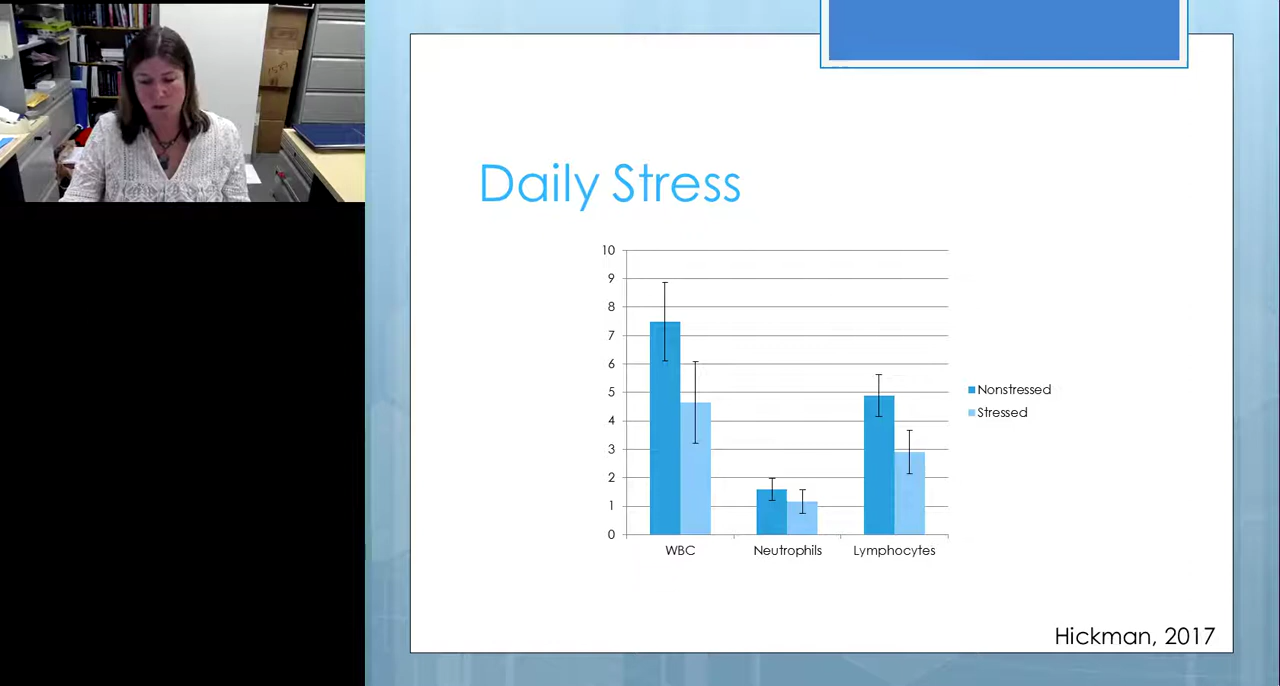 Daily Stress
10
9
8
7
6
5
4
3
2
1
0
WBC
Neutrophils
Lymphocytes
Nonstressed
Stressed
Hickman, 2017